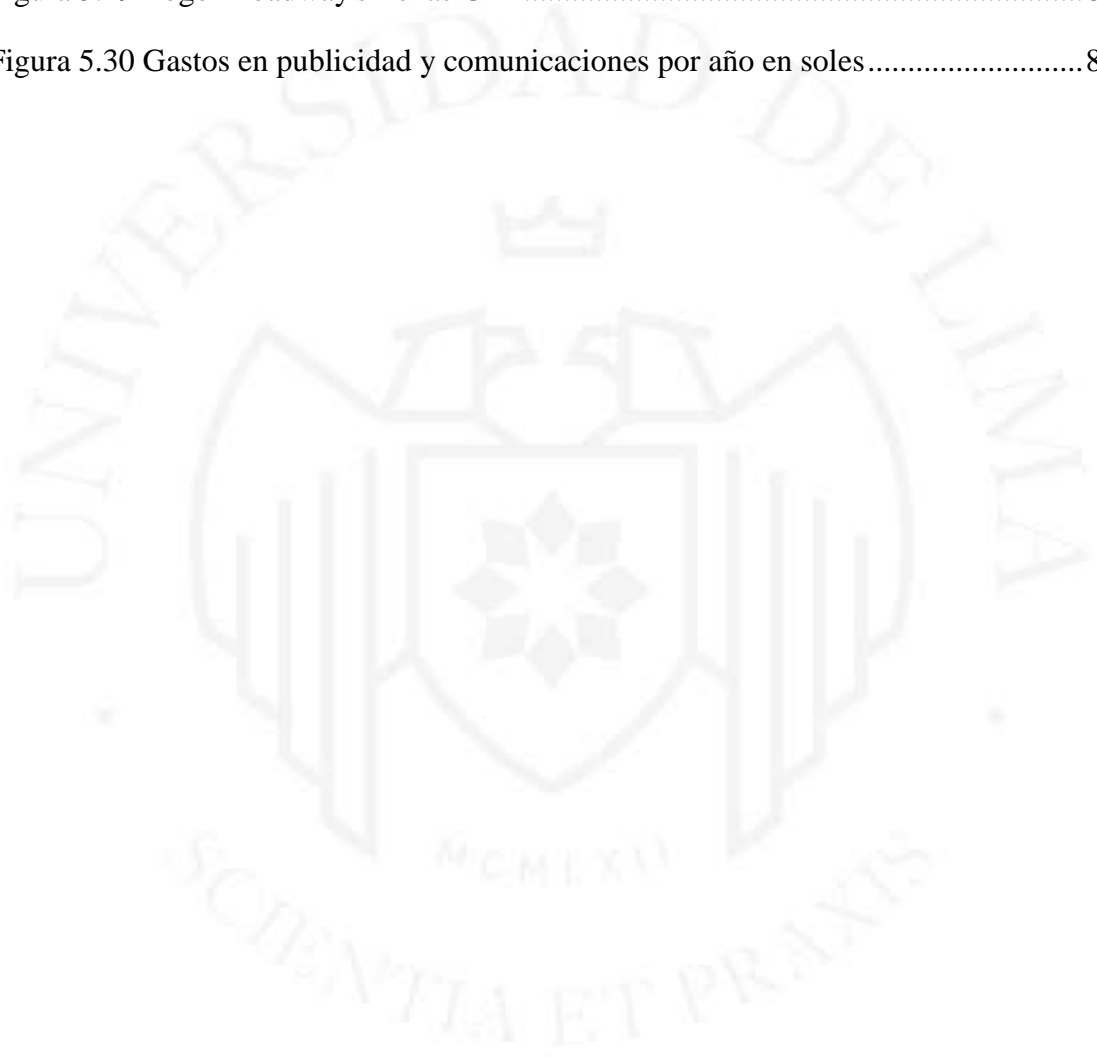 Figura 5.30 Gastos en publicidad y comunicaciones por año en soles..........................8
UNIVERSIDAD DE LIMA
MCMLXII
SCIENTIA ET PRAXIS